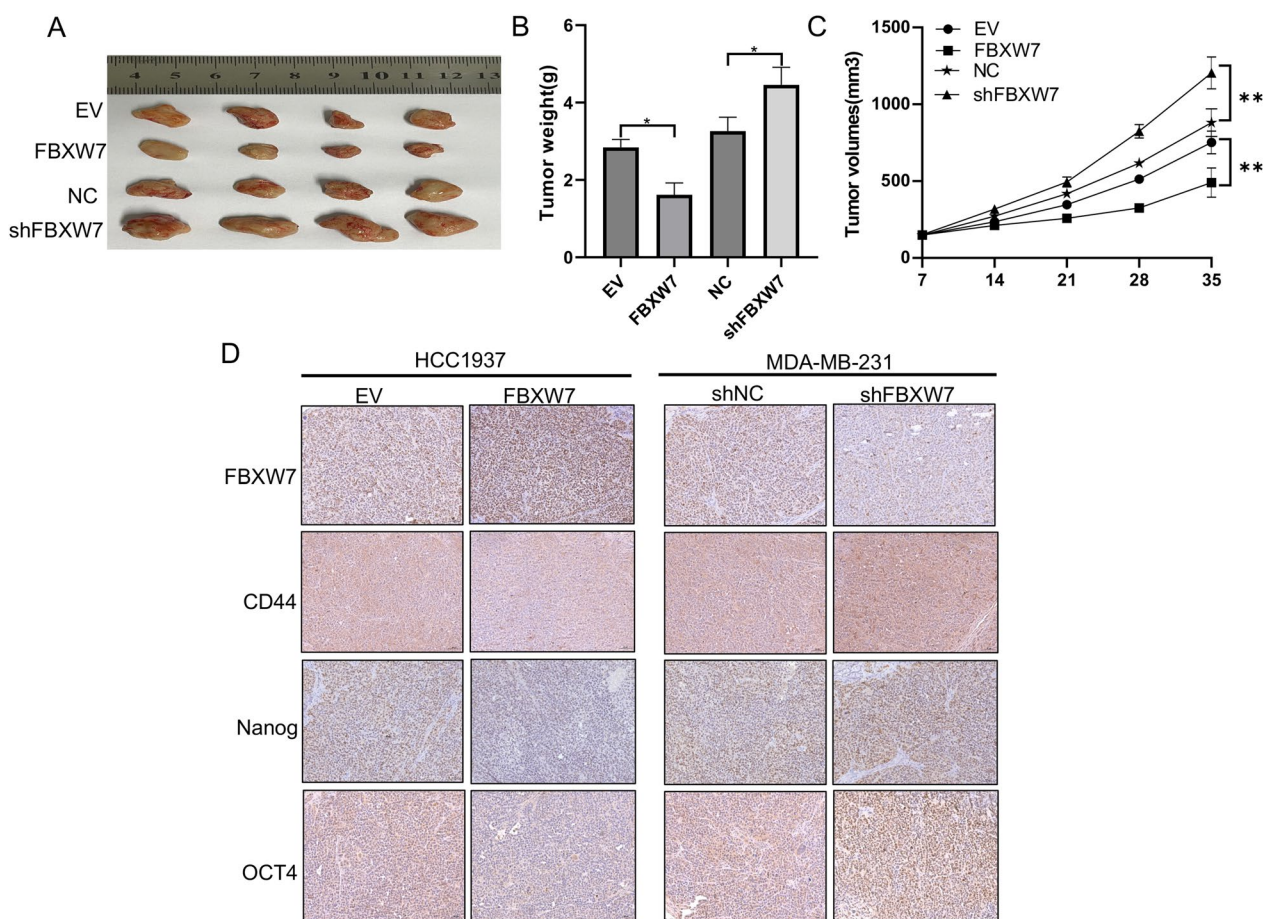 A
4 5 6 7 8 9 10 11 12 13
EV
FBXW7
NC
shFBXW7
B
Tumor weight(g)
6
4
2
0
*
*
EV
FBXW7
NC
shFBXW7
C
Tumor volumes(mm3)
1500
1000
500
0
EV
FBXW7
NC
shFBXW7
**
**
7 14 21 28 35
D
HCC1937
MDA-MB-231
EV FBXW7 shNC shFBXW7
FBXW7
CD44
Nanog
OCT4